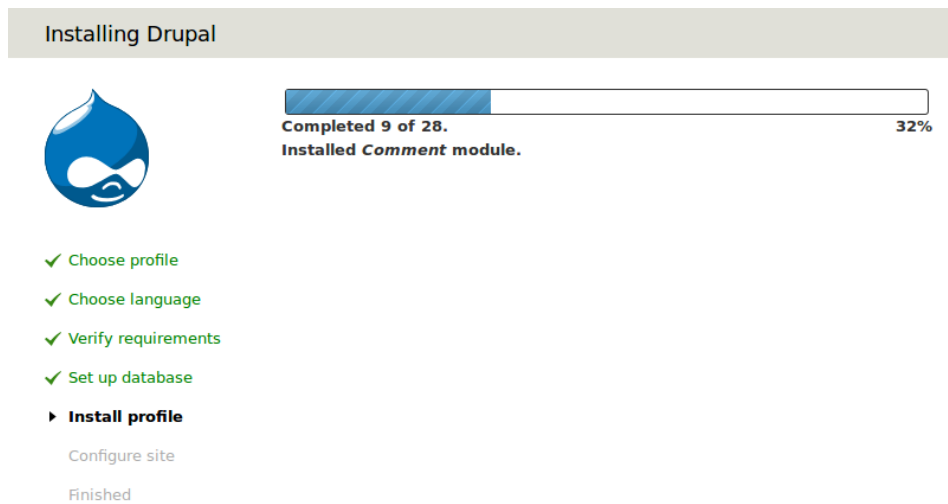 Installing Drupal
Completed 9 of 28.
32%
Installed Comment module.
Choose profile
Choose language
Verify requirements
Set up database
Install profile
Configure site
Finished